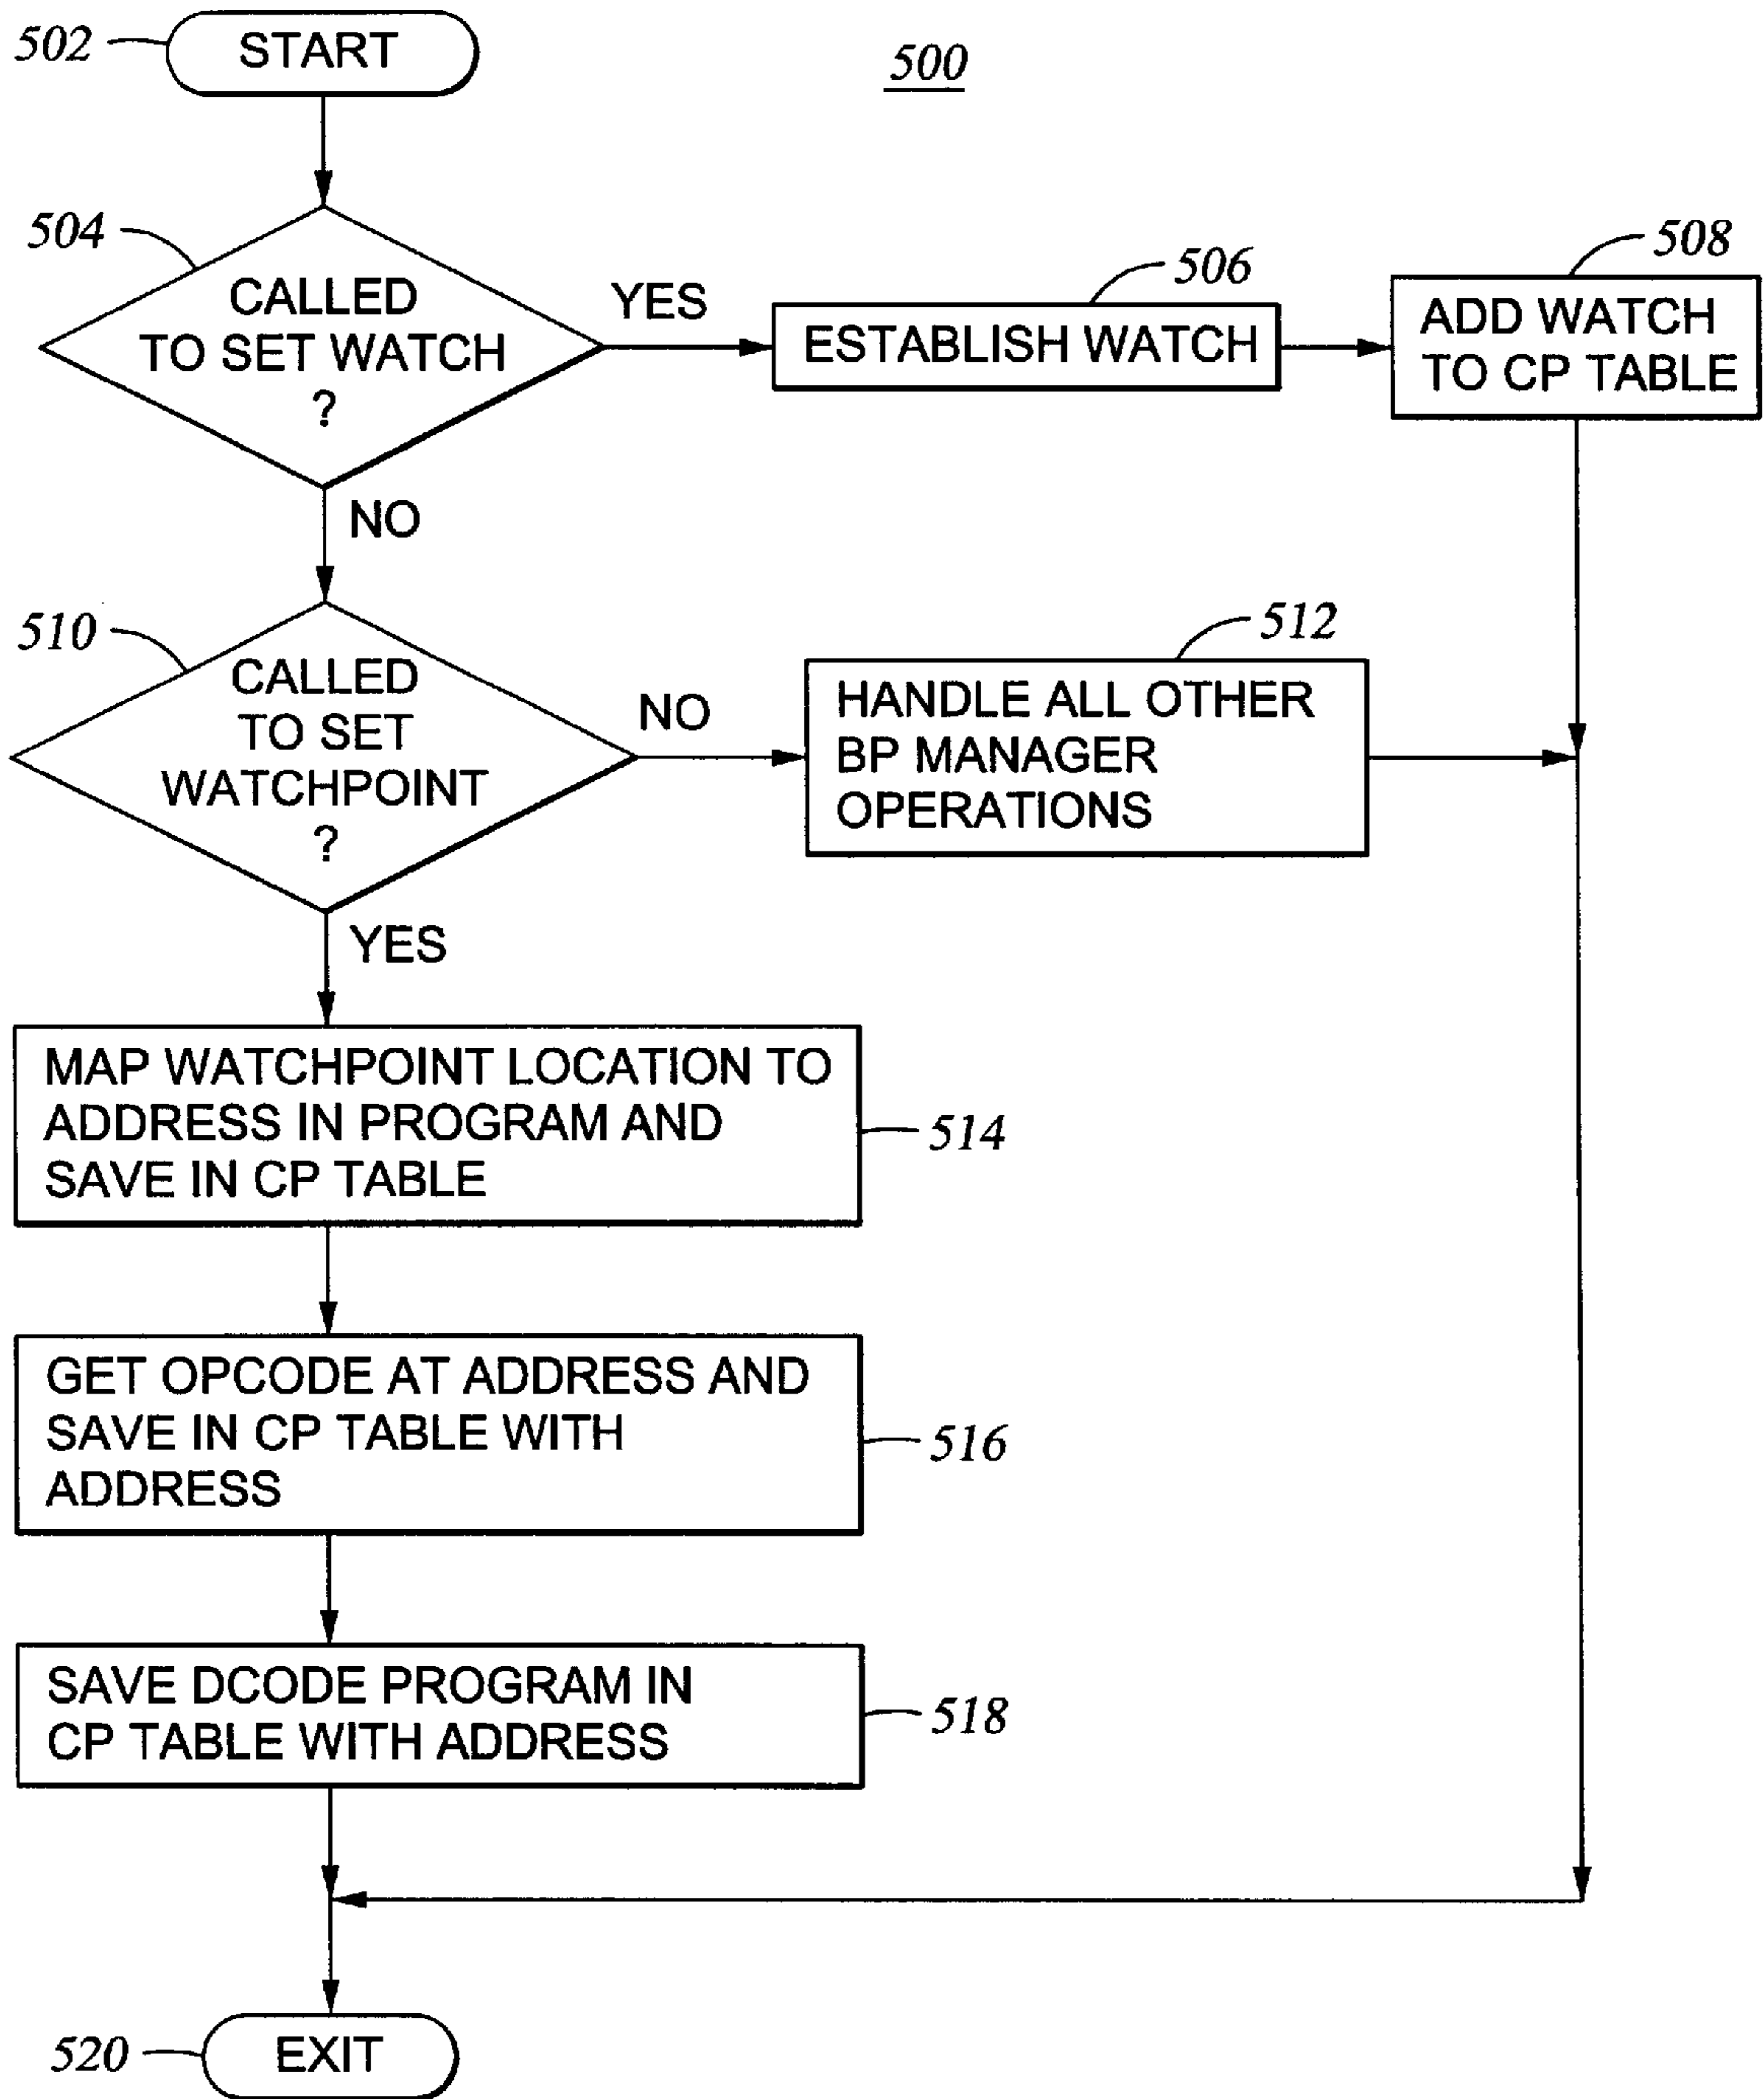 502
START
500
504
CALLED
TO SET WATCH
?
YES
506
ESTABLISH WATCH
508
ADD WATCH
TO CP TABLE
NO
510
CALLED
TO SET
WATCHPOINT
?
NO
512
HANDLE ALL OTHER
BP MANAGER
OPERATIONS
YES
MAP WATCHPOINT LOCATION TO
ADDRESS IN PROGRAM AND
SAVE IN CP TABLE
514
GET OPCODE AT ADDRESS AND
SAVE IN CP TABLE WITH
ADDRESS
516
SAVE DCODE PROGRAM IN
CP TABLE WITH ADDRESS
518
520
EXIT